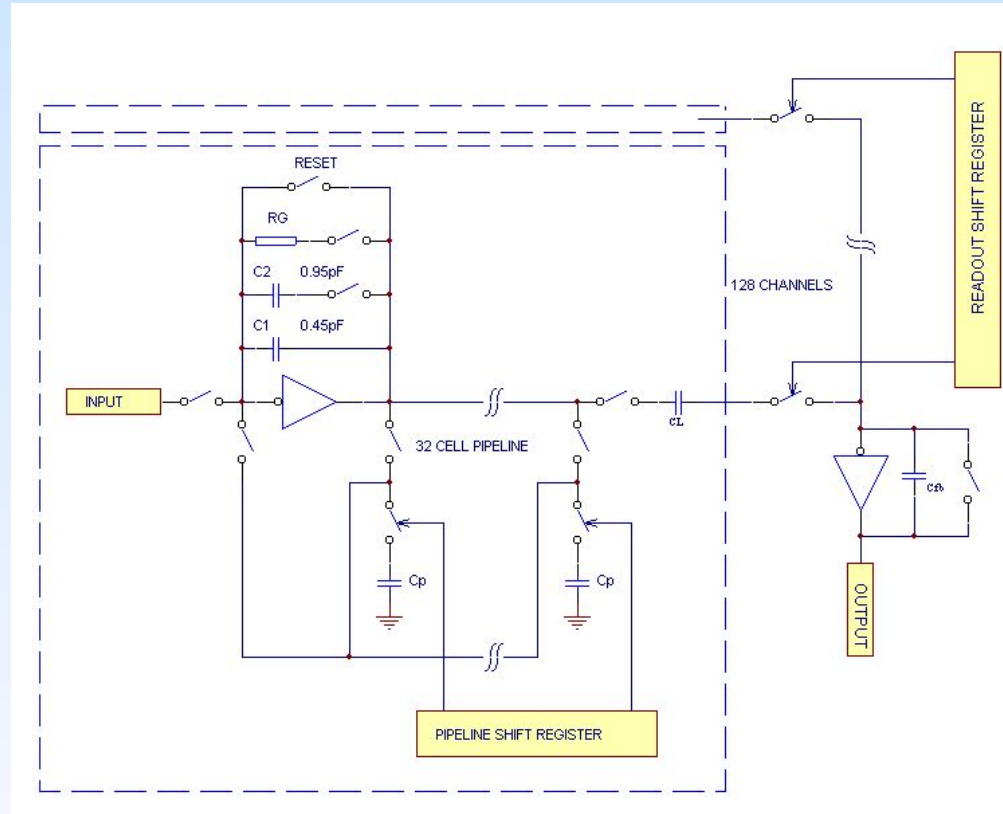 RESET
RG
C2 0.95pF
C1 0.45pF
INPUT
32 CELL PIPELINE
CL
Cp
Cp
PIPELINE SHIFT REGISTER
128 CHANNELS
READOUT SHIFT REGISTER
Cfb
OUTPUT